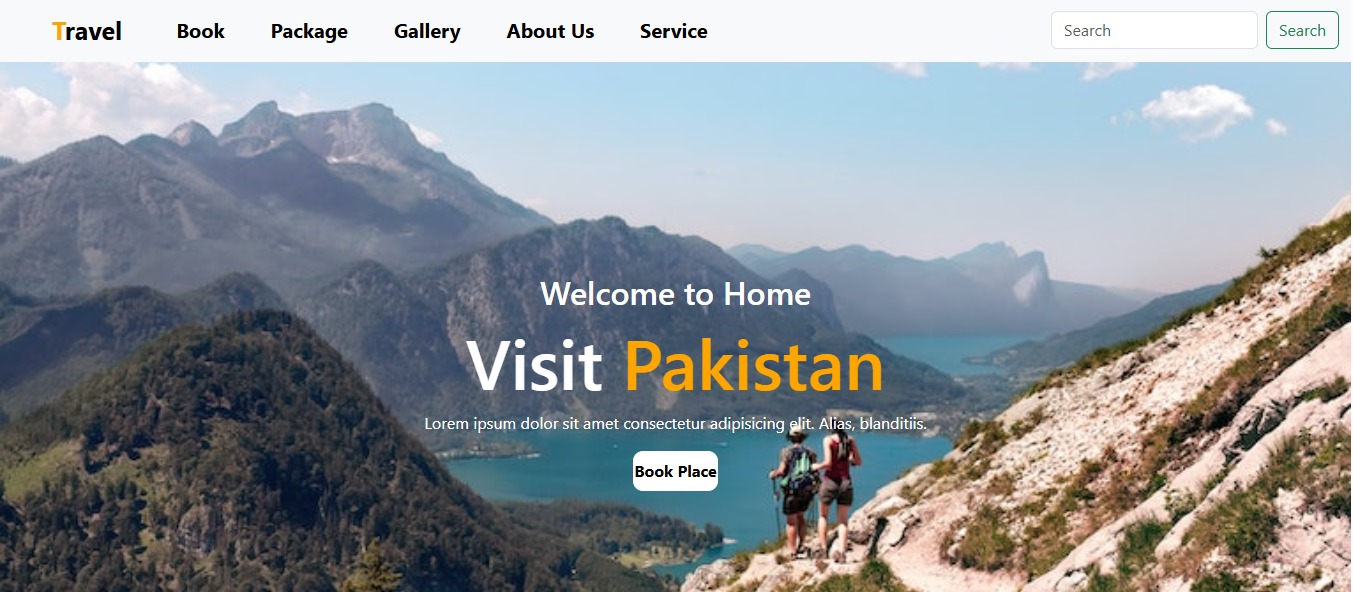 Travel Book Package Gallery About Us Service Search Search
Welcome to Home
Visit Pakistan
Lorem ipsum dolor sit amet consectetur adipisicing elit. Alias, blanditiis.
Book Place